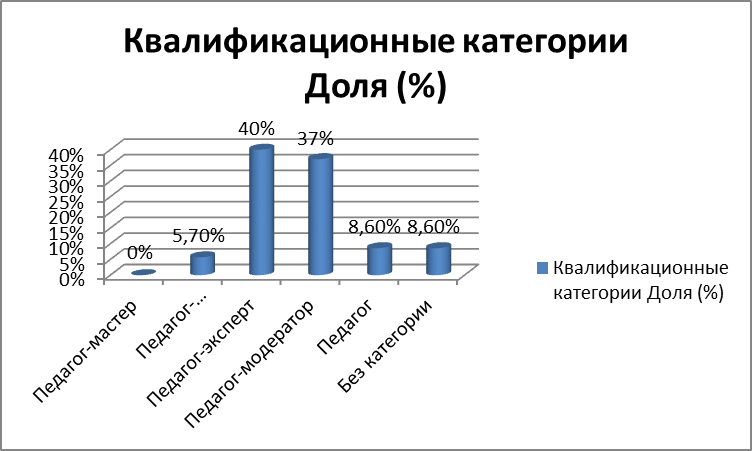 Квалификационные категории
Доля (%)
40%
37%
5,70%
8,60%
8,60%
0%
40%
35%
30%
25%
20%
15%
10%
5%
0%
Педагог-мастер
Педагог-...
Педагог-эксперт
Педагог-модератор
Педагог
Без категории
Квалификационные
категории Доля (%)